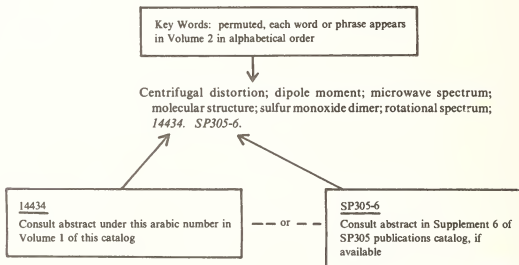 Key Words: permuted, each word or phrase appears
in Volume 2 in alphabetical order
Centrifugal distortion; dipole moment; microwave spectrum;
molecular structure; sulfur monoxide dimer; rotational spectrum;
14434. SP305-6.
14434
Consult abstract under this arabic number in
Volume 1 of this catalog
or
SP305-6
Consult abstract in Supplement 6 of
SP305 publications catalog, if
available